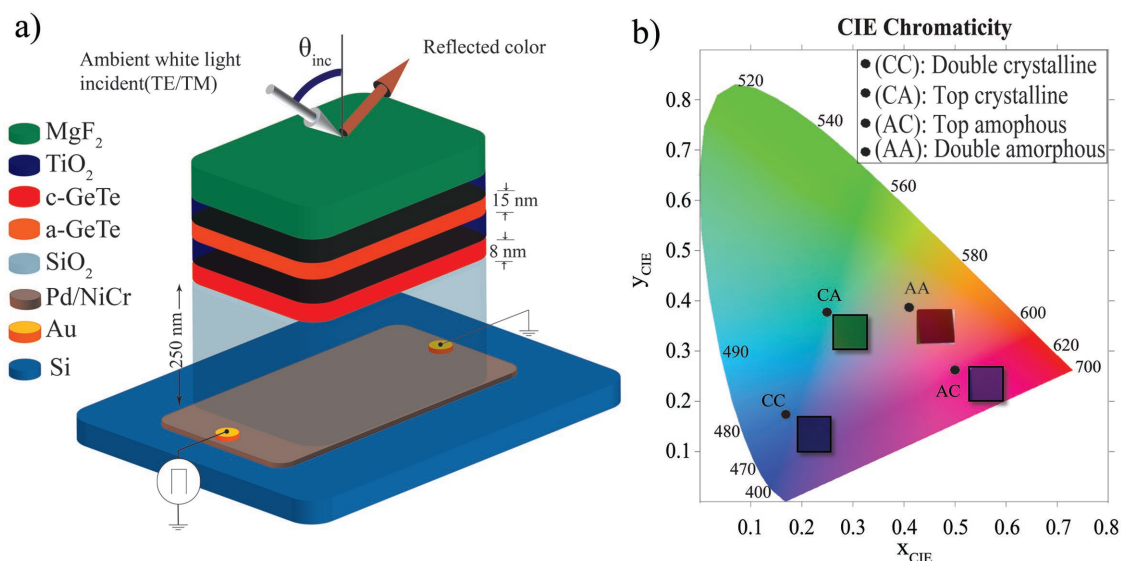 a)
Ambient white light
incident(TE/TM)
θinc
Reflected color
MgF2
TiO2
c-GeTe
a-GeTe
SiO2
Pd/NiCr
Au
Si
15 nm
8 nm
250 nm
b)
CIE Chromaticity
(CC): Double crystalline
(CA): Top crystalline
(AC): Top amophous
(AA): Double amorphous
520
540
560
580
600
620
700
490
480
470
400
CA
AA
AC
CC
yCIE
0.8
0.7
0.6
0.5
0.4
0.3
0.2
0.1
0.1 0.2 0.3 0.4 0.5 0.6 0.7 0.8
xCIE